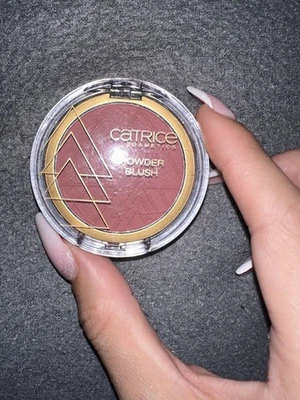 CATRICE
COSMETICS
POWDER
BLUSH